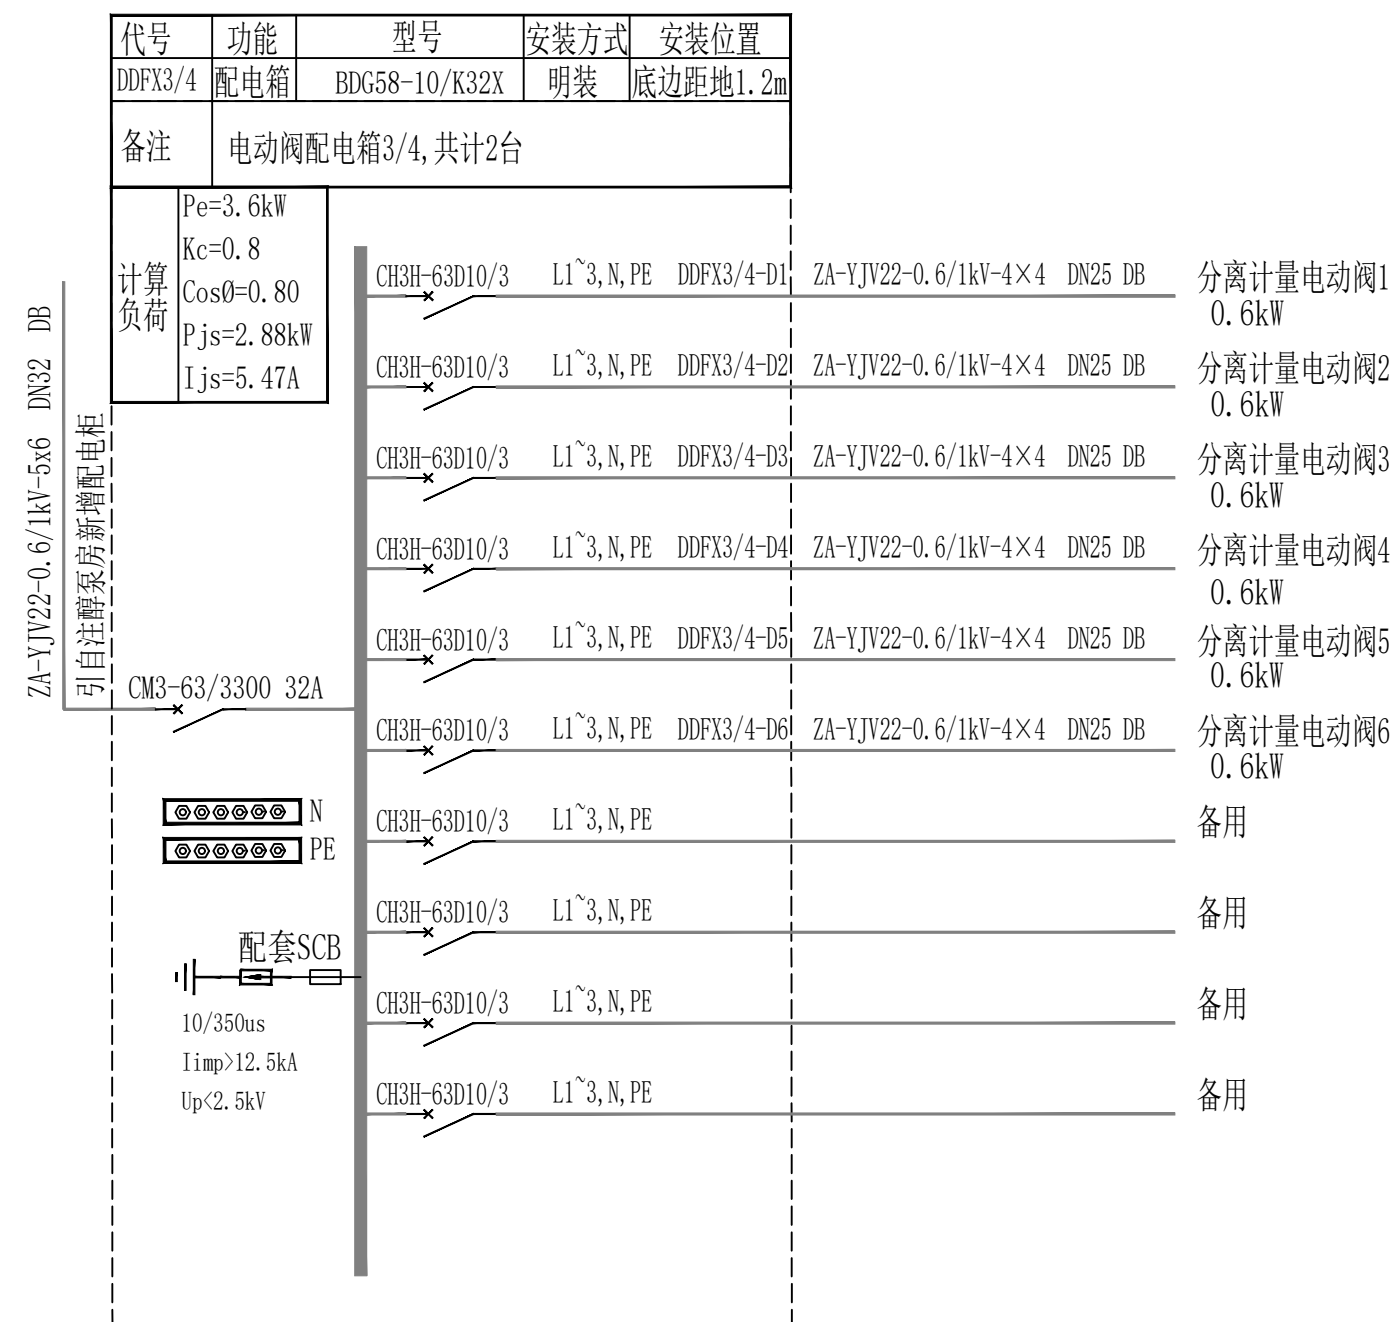 代号 功能 型号 安装方式 安装位置
DDFX3/4 配电箱 BDG58-10/K32X 明装 底边距地1.2m
备注 电动阀配电箱3/4,共计2台
计算负荷
Pe=3.6kW
Kc=0.8
CosØ=0.80
Pjs=2.88kW
Ijs=5.47A
ZA-YJV22-0.6/1kV-5x6 DN32 DB
引自注醇泵房新增配电柜
CM3-63/3300 32A
N
PE
配套SCB
10/350us
Iimp>12.5kA
Up<2.5kV
CH3H-63D10/3 L1~3,N,PE DDFX3/4-D1 ZA-YJV22-0.6/1kV-4×4 DN25 DB 分离计量电动阀1
0.6kW
CH3H-63D10/3 L1~3,N,PE DDFX3/4-D2 ZA-YJV22-0.6/1kV-4×4 DN25 DB 分离计量电动阀2
0.6kW
CH3H-63D10/3 L1~3,N,PE DDFX3/4-D3 ZA-YJV22-0.6/1kV-4×4 DN25 DB 分离计量电动阀3
0.6kW
CH3H-63D10/3 L1~3,N,PE DDFX3/4-D4 ZA-YJV22-0.6/1kV-4×4 DN25 DB 分离计量电动阀4
0.6kW
CH3H-63D10/3 L1~3,N,PE DDFX3/4-D5 ZA-YJV22-0.6/1kV-4×4 DN25 DB 分离计量电动阀5
0.6kW
CH3H-63D10/3 L1~3,N,PE DDFX3/4-D6 ZA-YJV22-0.6/1kV-4×4 DN25 DB 分离计量电动阀6
0.6kW
CH3H-63D10/3 L1~3,N,PE 备用
CH3H-63D10/3 L1~3,N,PE 备用
CH3H-63D10/3 L1~3,N,PE 备用
CH3H-63D10/3 L1~3,N,PE 备用